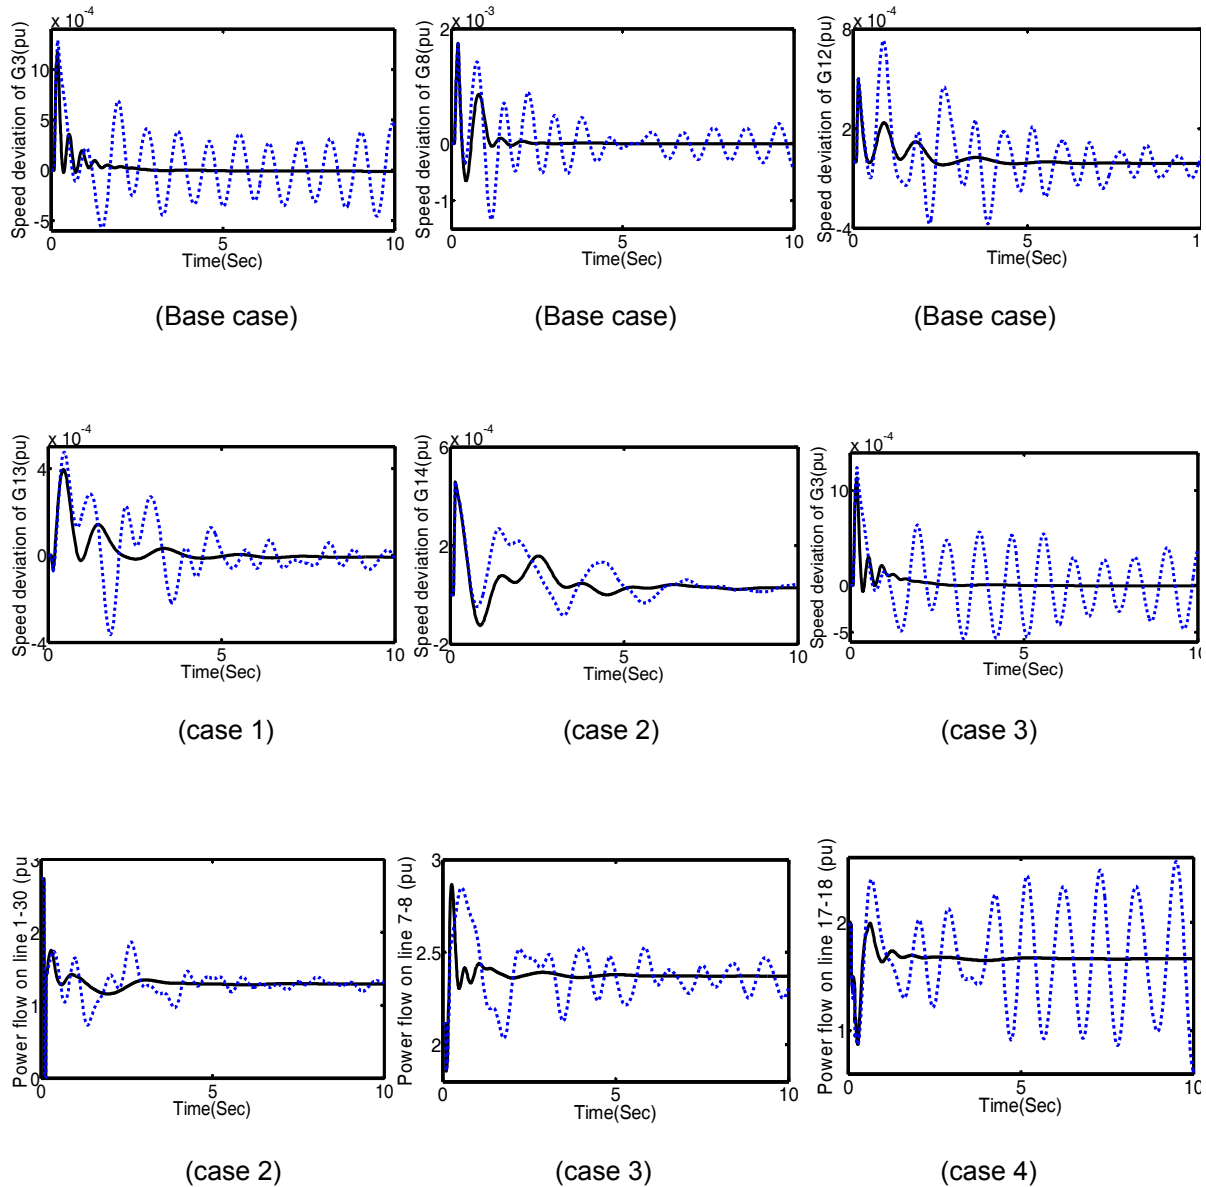 x 10^-4
Speed deviation of G3(pu)
10
5
0
-5
0
5
10
Time(Sec)
(Base case)
x 10^-3
Speed deviation of G8(pu)
2
0
-1
0
5
10
Time(Sec)
(Base case)
x 10^-4
Speed deviation of G12(pu)
8
2
-4
0
5
1
Time(Sec)
(Base case)
x 10^-4
Speed deviation of G13(pu)
4
0
-4
0
5
10
Time(Sec)
(case 1)
x 10^-4
Speed deviation of G14(pu)
6
2
-2
0
5
10
Time(Sec)
(case 2)
x 10^-4
Speed deviation of G3(pu)
10
0
-5
0
5
10
Time(Sec)
(case 3)
Power flow on line 1-30 (pu)
3
2
1
0
0
5
10
Time(Sec)
(case 2)
Power flow on line 7-8 (pu)
3
2.5
2
0
5
10
Time(Sec)
(case 3)
Power flow on line 17-18 (pu)
2
1
0
5
10
Time(Sec)
(case 4)